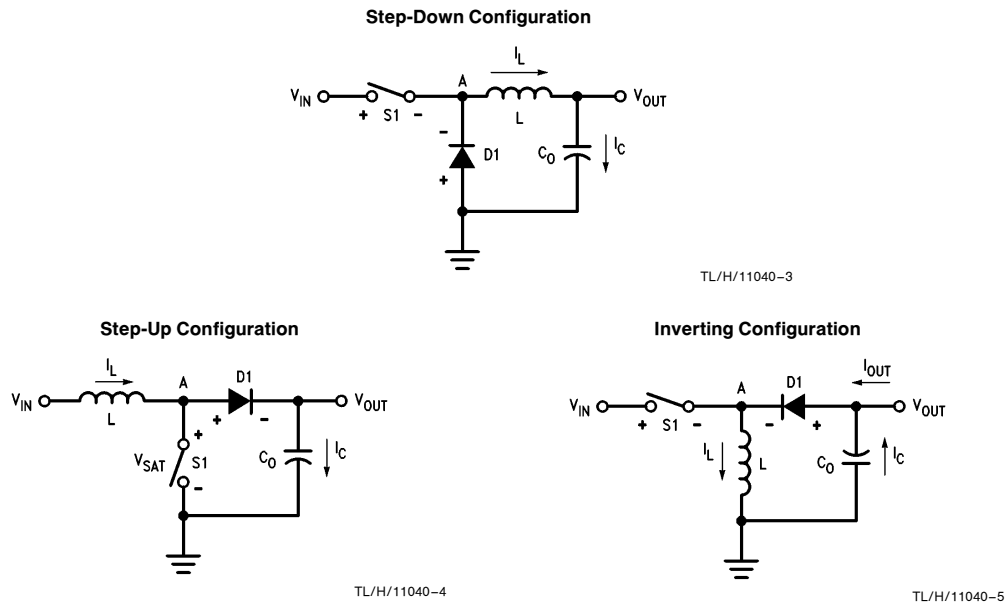 Step-Down Configuration
I_L
A
V_IN
V_OUT
+ S1 -
L
-
D1
C_O
I_C
+
TL/H/11040–3
Step-Up Configuration
I_L
A
D1
V_IN
V_OUT
L
+ -
+
V_SAT
S1
C_O
I_C
-
TL/H/11040–4
Inverting Configuration
A
D1
I_OUT
V_IN
V_OUT
+ S1 -
- +
I_L
L
C_O
I_C
TL/H/11040–5